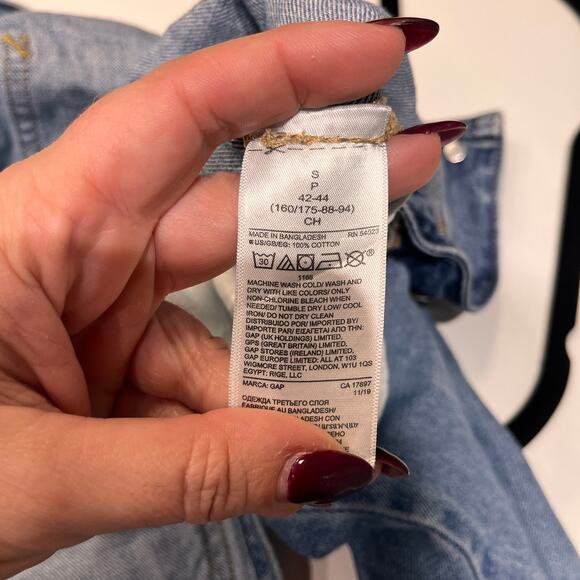 S
P
42-44
(160/175-88-94)
CH
MADE IN BANGLADESH RN 54023
US/GB/EG: 100% COTTON
30
1166
MACHINE WASH COLD/ WASH AND
DRY WITH LIKE COLORS/ ONLY
NON-CHLORINE BLEACH WHEN
NEEDED/ TUMBLE DRY LOW/ COOL
IRON/ DO NOT DRY CLEAN
DISTRIBUIDO POR/ IMPORTED BY/
IMPORTE PAR/ ΕΙΣΑΓΕΤΑΙ ΑΠΟ ΤΗΝ:
GAP (UK HOLDINGS) LIMITED,
GPS (GREAT BRITAIN) LIMITED,
GAP STORES (IRELAND) LIMITED,
GAP EUROPE LIMITED: ALL AT 103
WIGMORE STREET, LONDON, W1U 1QS
EGYPT: RIGE, LLC
MARCA: GAP CA 17897
11/19
ОДЕЖДА ТРЕТЬЕГО СЛОЯ
FABRIQUE AU BANGLADESH/